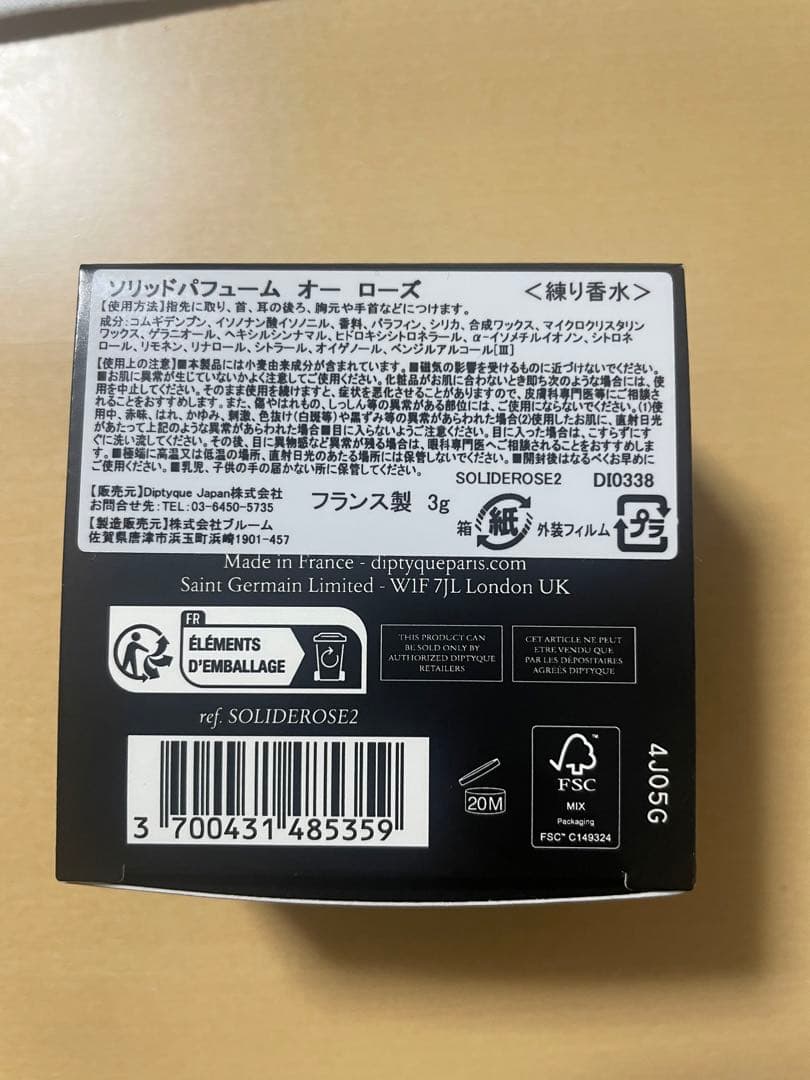 ソリッドパフューム オー ローズ ＜練り香水＞
【使用方法】指先に取り、首、耳の後ろ、胸元や手首などにつけます。
成分：コムギデンプン、イソノナン酸イソノニル、香料、パラフィン、シリカ、合成ワックス、マイクロクリスタリン
ワックス、ゲラニオール、ヘキシルシンナマル、ヒドロキシシトロネラール、α-イソメチルイオノン、シトロネ
ロール、リモネン、リナロール、シトラール、オイゲノール、ベンジルアルコール[Ⅲ]
【使用上の注意】■本製品には小麦由来成分が含まれています。■磁気の影響を受けるものに近づけないでください。
■お肌に異常が生じていないかよく注意してご使用ください。化粧品がお肌に合わないとき即ち次のような場合には、使
用を中止してください。そのまま使用を続けますと、症状を悪化させることがありますので、皮膚科専門医等にご相談さ
れることをおすすめします。また、傷やはれもの、しっしん等の異常がある部位には、ご使用にならないでください。(1)使
用中、赤味、はれ、かゆみ、刺激、色抜け(白斑等)や黒ずみ等の異常があらわれた場合(2)使用したお肌に、直射日光
があたって上記のような異常があらわれた場合■目に入らないようご注意ください。目に入った場合は、こすらずにす
ぐに洗い流してください。その後、目に異物感など異常が残る場合は、眼科専門医へご相談されることをおすすめしま
す。■極端に高温又は低温の場所、直射日光のあたる場所には保管しないでください。■開封後はなるべくお早めに
ご使用ください。■乳児、子供の手の届かない所に保管してください。
SOLIDEROSE2 DI0338
【販売元】Diptyque Japan株式会社
お問合せ先：TEL：03-6450-5735
フランス製 3g
箱 紙 外装フィルム プラ
【製造販売元】株式会社ブルーム
佐賀県唐津市浜玉町浜崎1901-457
Made in France - diptyqueparis.com
Saint Germain Limited - W1F 7JL London UK
FR
ÉLÉMENTS
D'EMBALLAGE
THIS PRODUCT CAN
BE SOLD ONLY BY
AUTHORIZED DIPTYQUE
RETAILERS
CET ARTICLE NE PEUT
ETRE VENDU QUE
PAR LES DÉPOSITAIRES
AGRÉÉS DIPTYQUE
ref. SOLIDEROSE2
3 700431 485359
20M
FSC™
MIX
Packaging
FSC™ C149324
4J05G